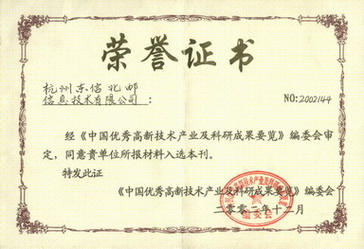 荣誉证书
杭州东信北邮
信息技术有限公司：
NO:2002144
经《中国优秀高新技术产业及科研成果要览》编委会审
定，同意贵单位所报材料入选本刊。
特发此证
《中国优秀高新技术产业及科研成果要览》编委会
二零零二年十二月